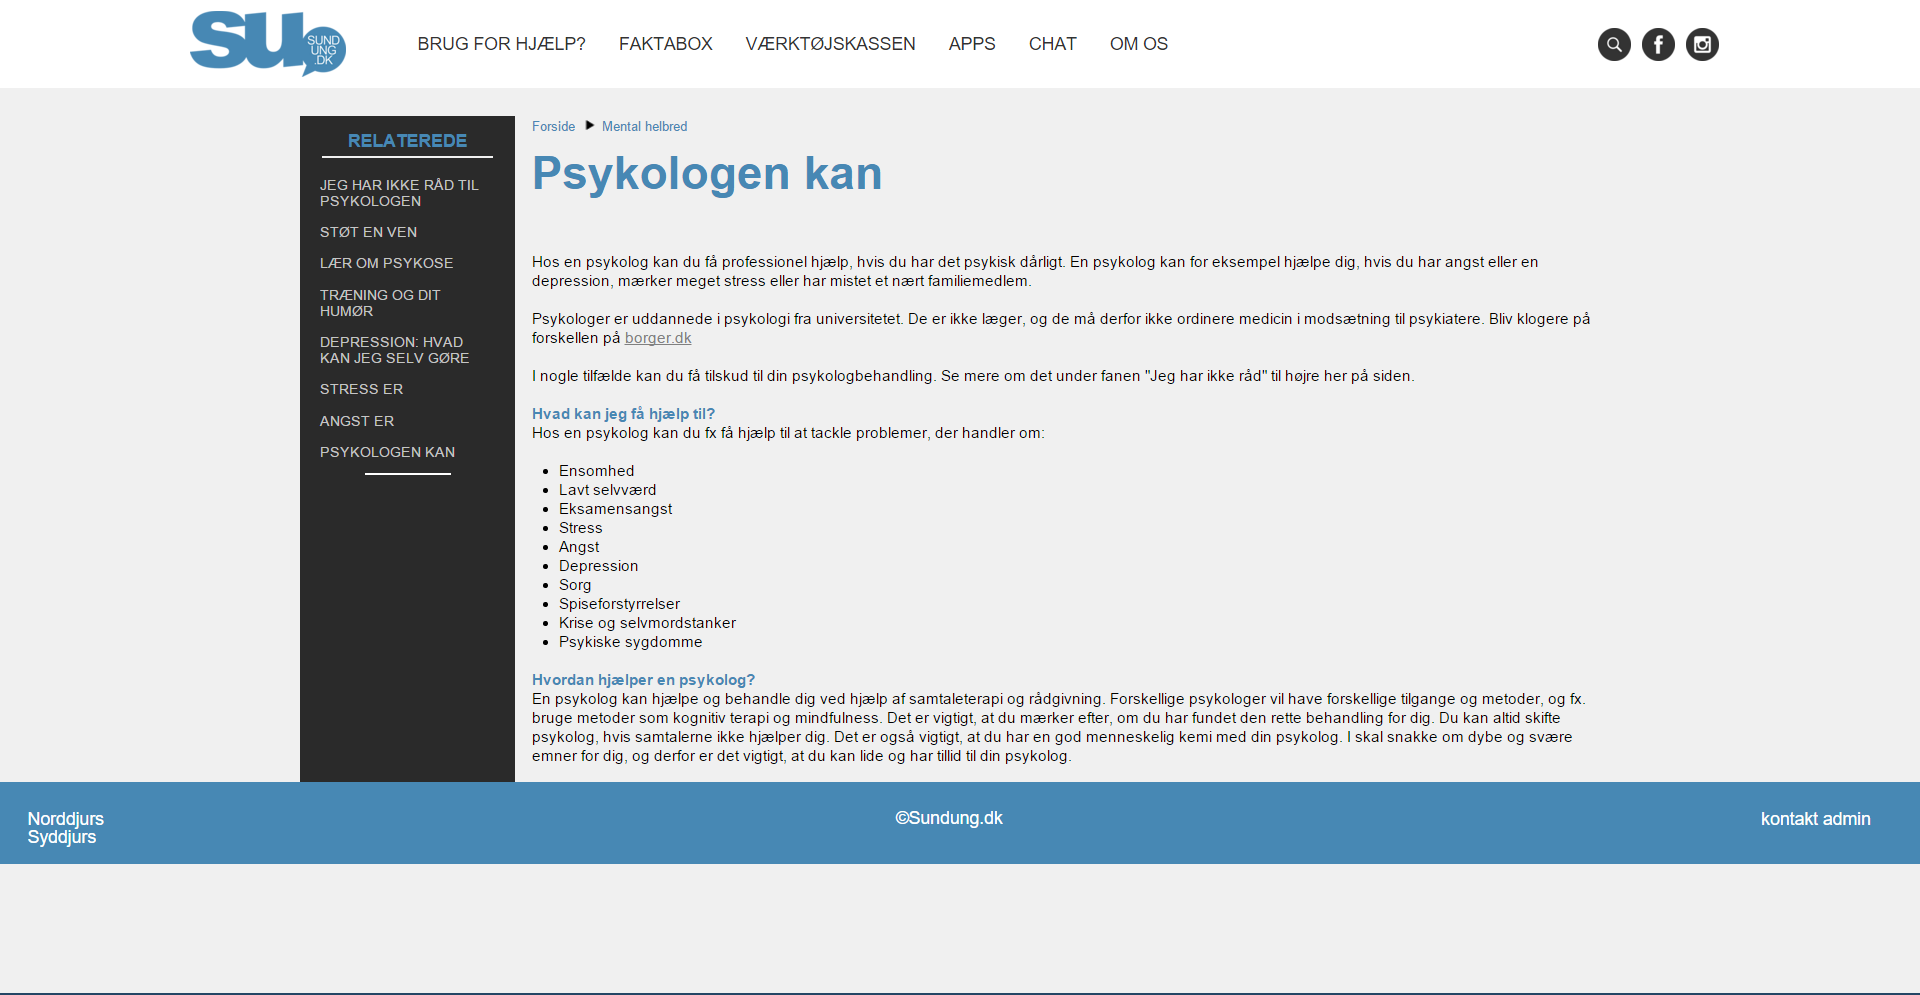 SU SUND UNG .DK
BRUG FOR HJÆLP? FAKTABOX VÆRKTØJSKASSEN APPS CHAT OM OS
RELATEREDE
JEG HAR IKKE RÅD TIL
PSYKOLOGEN
STØT EN VEN
LÆR OM PSYKOSE
TRÆNING OG DIT
HUMØR
DEPRESSION: HVAD
KAN JEG SELV GØRE
STRESS ER
ANGST ER
PSYKOLOGEN KAN
Forside Mental helbred
Psykologen kan
Hos en psykolog kan du få professionel hjælp, hvis du har det psykisk dårligt. En psykolog kan for eksempel hjælpe dig, hvis du har angst eller en
depression, mærker meget stress eller har mistet et nært familiemedlem.
Psykologer er uddannede i psykologi fra universitetet. De er ikke læger, og de må derfor ikke ordinere medicin i modsætning til psykiatere. Bliv klogere på
forskellen på borger.dk
I nogle tilfælde kan du få tilskud til din psykologbehandling. Se mere om det under fanen "Jeg har ikke råd" til højre her på siden.
Hvad kan jeg få hjælp til?
Hos en psykolog kan du fx få hjælp til at tackle problemer, der handler om:
Ensomhed
Lavt selvværd
Eksamensangst
Stress
Angst
Depression
Sorg
Spiseforstyrrelser
Krise og selvmordstanker
Psykiske sygdomme
Hvordan hjælper en psykolog?
En psykolog kan hjælpe og behandle dig ved hjælp af samtaleterapi og rådgivning. Forskellige psykologer vil have forskellige tilgange og metoder, og fx.
bruge metoder som kognitiv terapi og mindfulness. Det er vigtigt, at du mærker efter, om du har fundet den rette behandling for dig. Du kan altid skifte
psykolog, hvis samtalerne ikke hjælper dig. Det er også vigtigt, at du har en god menneskelig kemi med din psykolog. I skal snakke om dybe og svære
emner for dig, og derfor er det vigtigt, at du kan lide og har tillid til din psykolog.
Norddjurs
Syddjurs
©Sundung.dk
kontakt admin